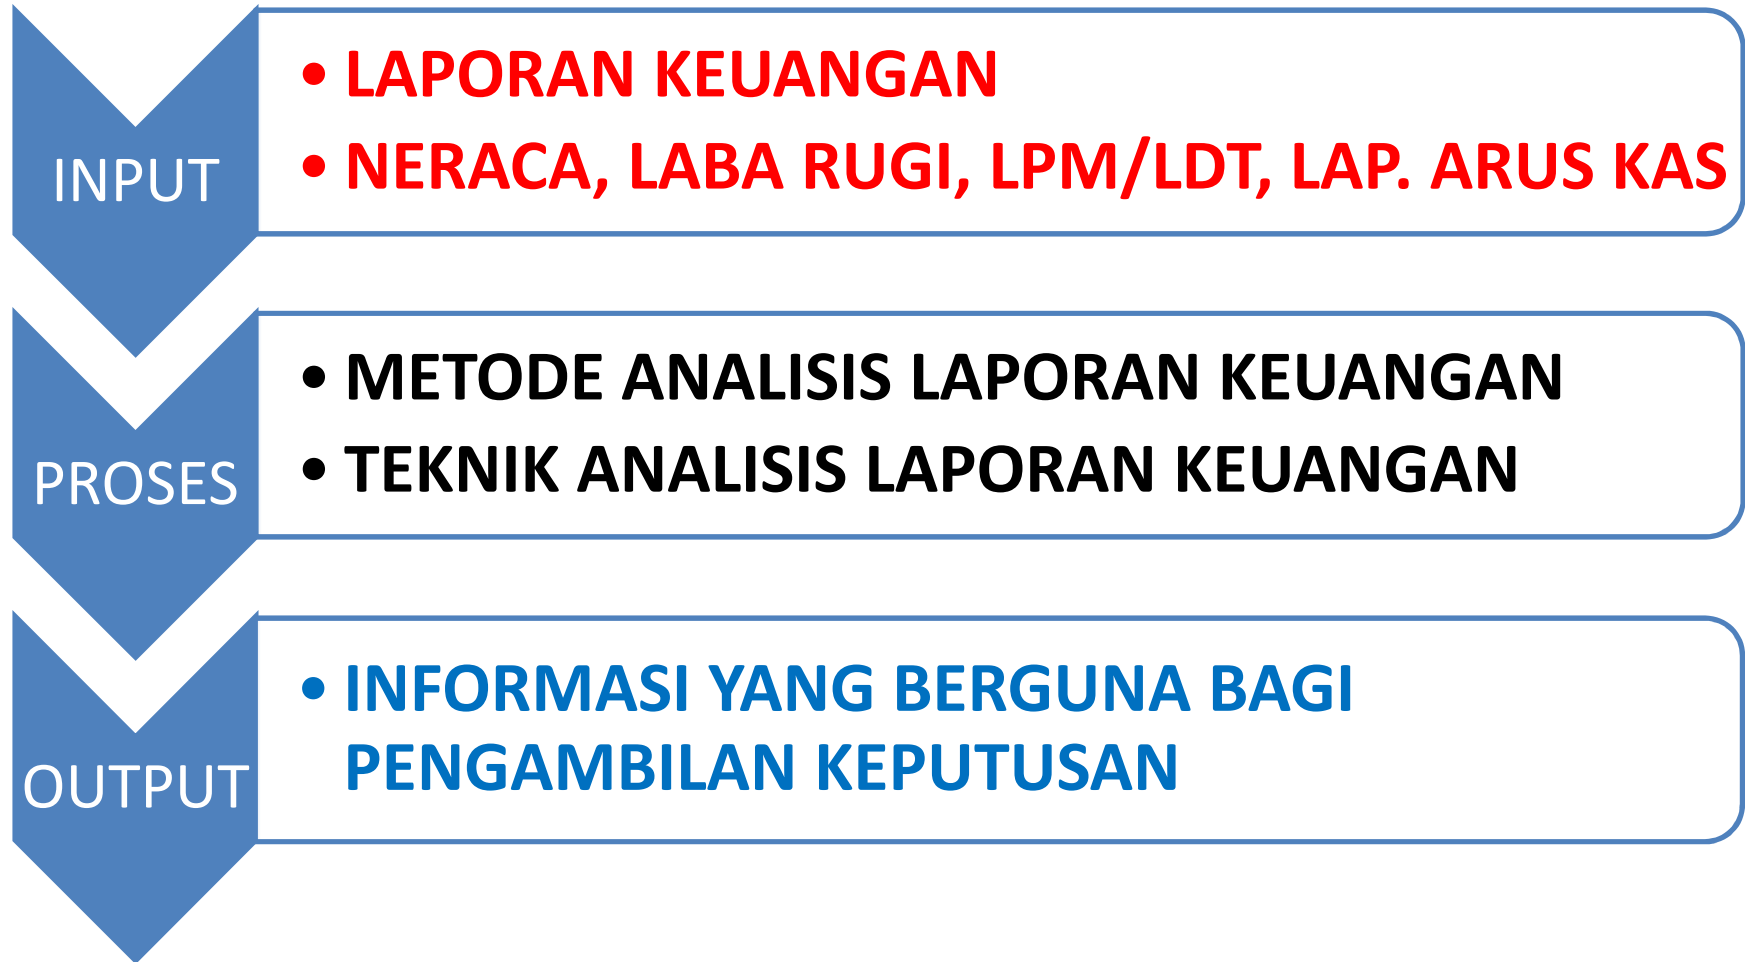 INPUT
• LAPORAN KEUANGAN
• NERACA, LABA RUGI, LPM/LDT, LAP. ARUS KAS
PROSES
• METODE ANALISIS LAPORAN KEUANGAN
• TEKNIK ANALISIS LAPORAN KEUANGAN
OUTPUT
• INFORMASI YANG BERGUNA BAGI
PENGAMBILAN KEPUTUSAN